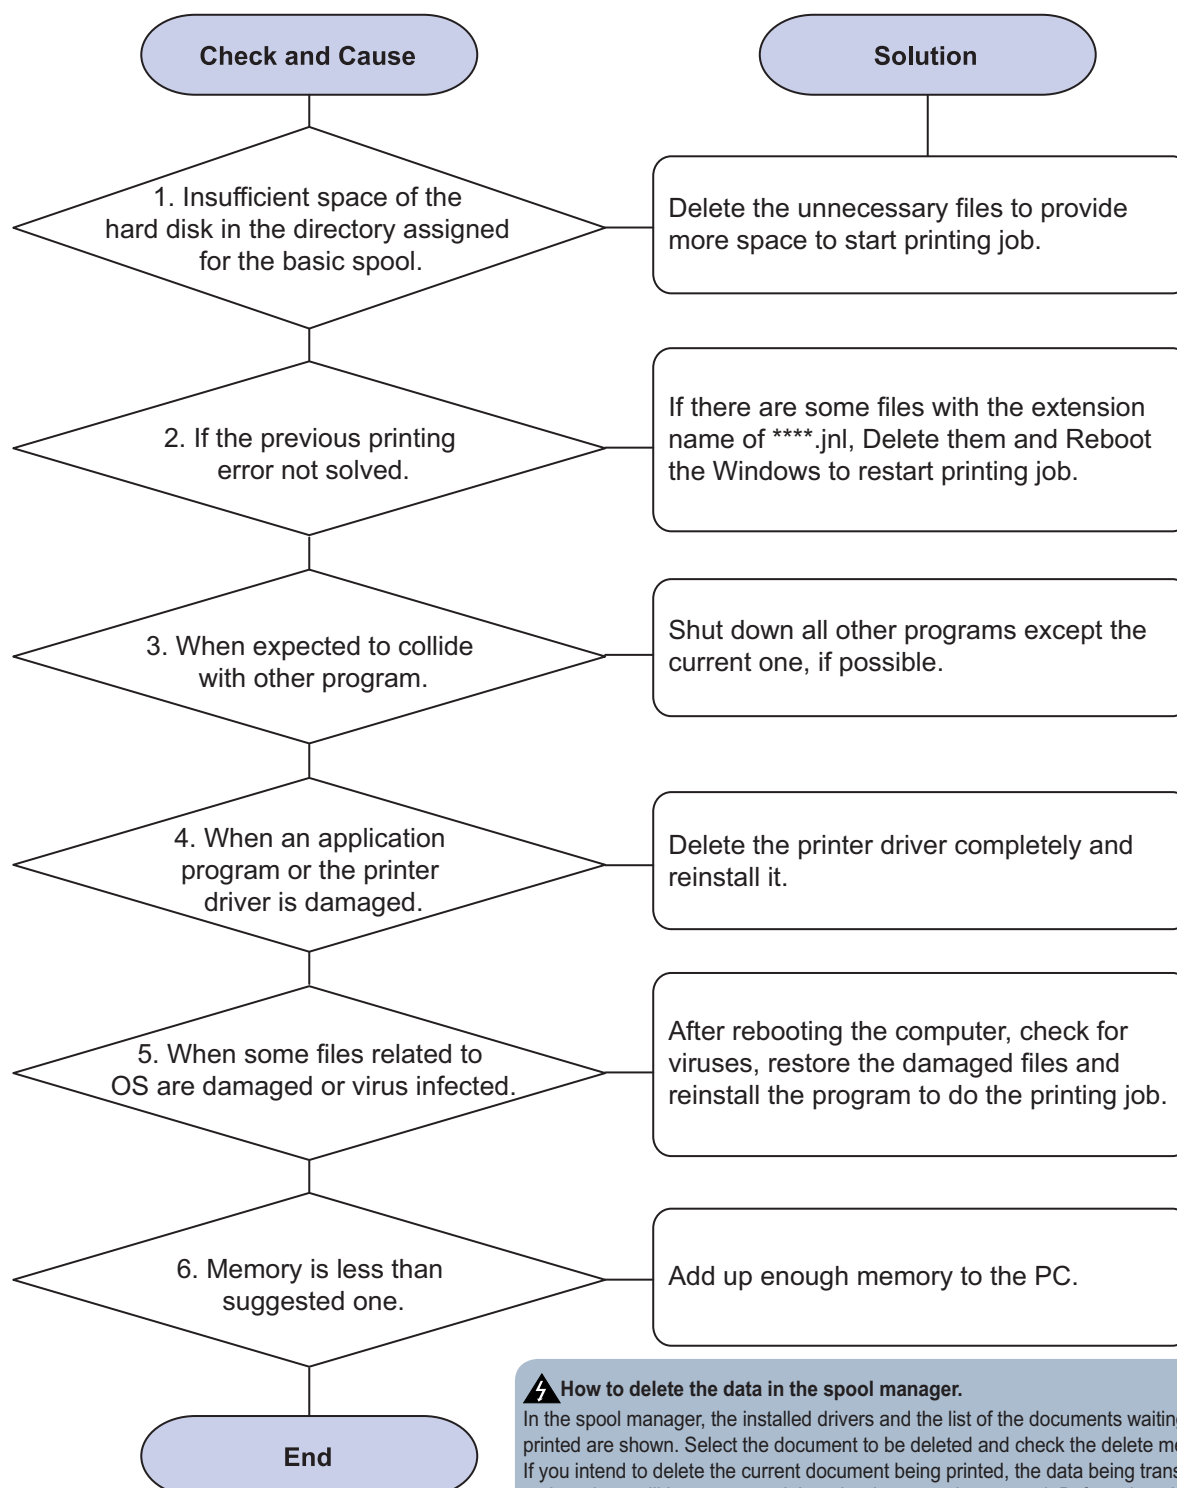 Check and Cause
Solution
1. Insufficient space of the
hard disk in the directory assigned
for the basic spool.
Delete the unnecessary files to provide
more space to start printing job.
2. If the previous printing
error not solved.
If there are some files with the extension
name of ****.jnl, Delete them and Reboot
the Windows to restart printing job.
3. When expected to collide
with other program.
Shut down all other programs except the
current one, if possible.
4. When an application
program or the printer
driver is damaged.
Delete the printer driver completely and
reinstall it.
5. When some files related to
OS are damaged or virus infected.
After rebooting the computer, check for
viruses, restore the damaged files and
reinstall the program to do the printing job.
6. Memory is less than
suggested one.
Add up enough memory to the PC.
End
How to delete the data in the spool manager.
In the spool manager, the installed drivers and the list of the documents waiting
printed are shown. Select the document to be deleted and check the delete
If you intend to delete the current document being printed, the data being